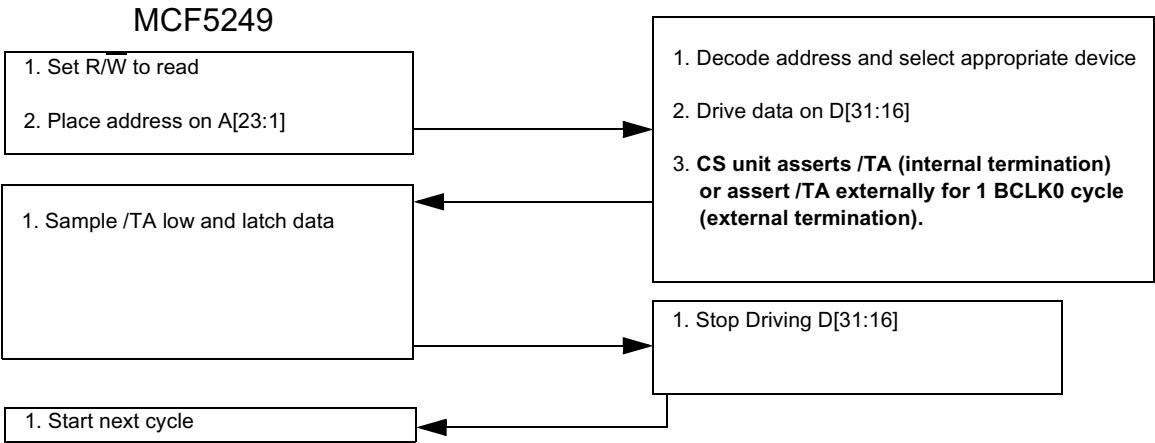 MCF5249
1. Set R/W̅ to read
2. Place address on A[23:1]
1. Decode address and select appropriate device
2. Drive data on D[31:16]
3. CS unit asserts /TA (internal termination)
or assert /TA externally for 1 BCLK0 cycle
(external termination).
1. Sample /TA low and latch data
1. Stop Driving D[31:16]
1. Start next cycle